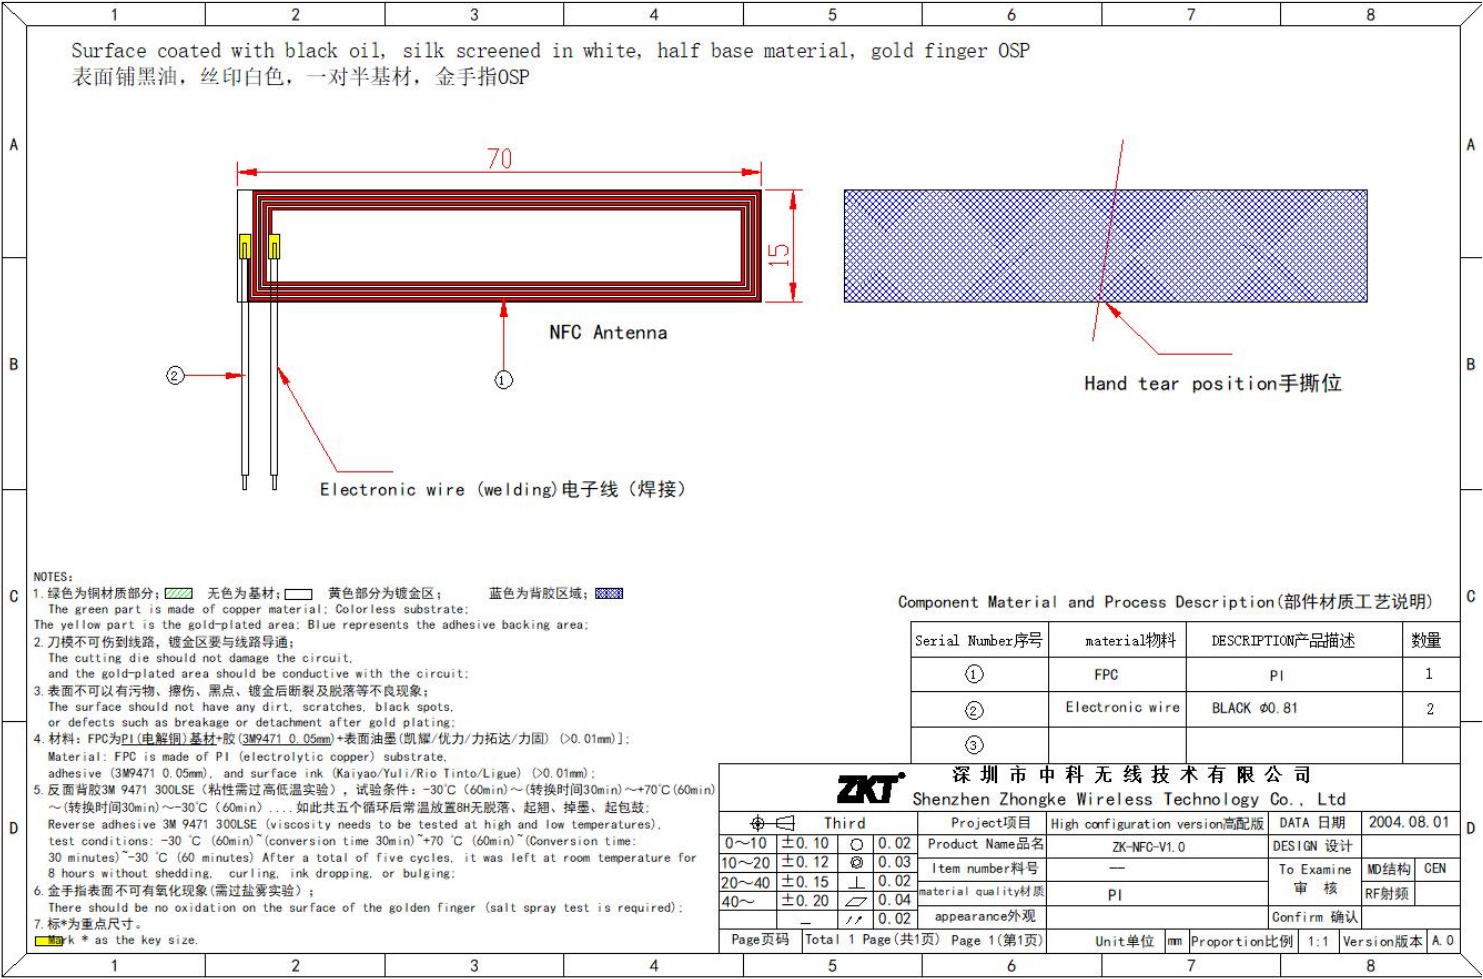 1 2 3 4 5 6 7 8
Surface coated with black oil, silk screened in white, half base material, gold finger OSP
表面铺黑油，丝印白色，一对半基材，金手指OSP
A A
70
15
NFC Antenna
B B
②
①
Hand tear position手撕位
Electronic wire (welding)电子线（焊接）
C C
NOTES:
1.绿色为铜材质部分; 无色为基材; 黄色部分为镀金区; 蓝色为背胶区域;
The green part is made of copper material; Colorless substrate;
The yellow part is the gold-plated area; Blue represents the adhesive backing area;
2.刀模不可伤到线路，镀金区要与线路导通;
The cutting die should not damage the circuit,
and the gold-plated area should be conductive with the circuit;
3.表面不可以有污物、擦伤、黑点、镀金后断裂及脱落等不良现象;
The surface should not have any dirt, scratches, black spots,
or defects such as breakage or detachment after gold plating;
4.材料: FPC为PI(电解铜)基材+胶(3M9471 0.05mm)+表面油墨(凯耀/优力/力拓达/力固) (>0.01mm)];
Material: FPC is made of PI (electrolytic copper) substrate,
adhesive (3M9471 0.05mm), and surface ink (Kaiyao/Yuli/Rio Tinto/Ligue) (>0.01mm);
5.反面背胶3M 9471 300LSE（粘性需过高低温实验），试验条件: -30℃（60min）～(转换时间30min)～+70℃(60min)
～(转换时间30min)～-30℃（60min）....如此共五个循环后常温放置8H无脱落、起翘、掉墨、起包鼓;
Reverse adhesive 3M 9471 300LSE (viscosity needs to be tested at high and low temperatures),
test conditions: -30 ℃ (60min)~(conversion time 30min)~+70 ℃ (60min)~(Conversion time:
30 minutes)~-30 ℃ (60 minutes) After a total of five cycles, it was left at room temperature for
8 hours without shedding, curling, ink dropping, or bulging;
6.金手指表面不可有氧化现象(需过盐雾实验）;
There should be no oxidation on the surface of the golden finger (salt spray test is required);
7.标*为重点尺寸。
Mark * as the key size.
Component Material and Process Description(部件材质工艺说明)
Serial Number序号 material物料 DESCRIPTION产品描述 数量
① FPC PI 1
② Electronic wire BLACK ∅0.81 2
③
D D
ZKT 深圳市中科无线技术有限公司
Shenzhen Zhongke Wireless Technology Co., Ltd
Third Project项目 High configuration version高配版 DATA 日期 2004.08.01
0～10 ±0.10 0.02 Product Name品名 ZK-NFC-V1.0 DESIGN 设计
10～20 ±0.12 0.03 Item number料号 — To Examine 审 核 MD结构 CEN
20～40 ±0.15 0.02 material quality材质 PI RF射频
40～ ±0.20 0.04
0.02 appearance外观 Confirm 确认
Page页码 Total 1 Page(共1页) Page 1(第1页) Unit单位 mm Proportion比例 1:1 Version版本 A.0
1 2 3 4 5 6 7 8